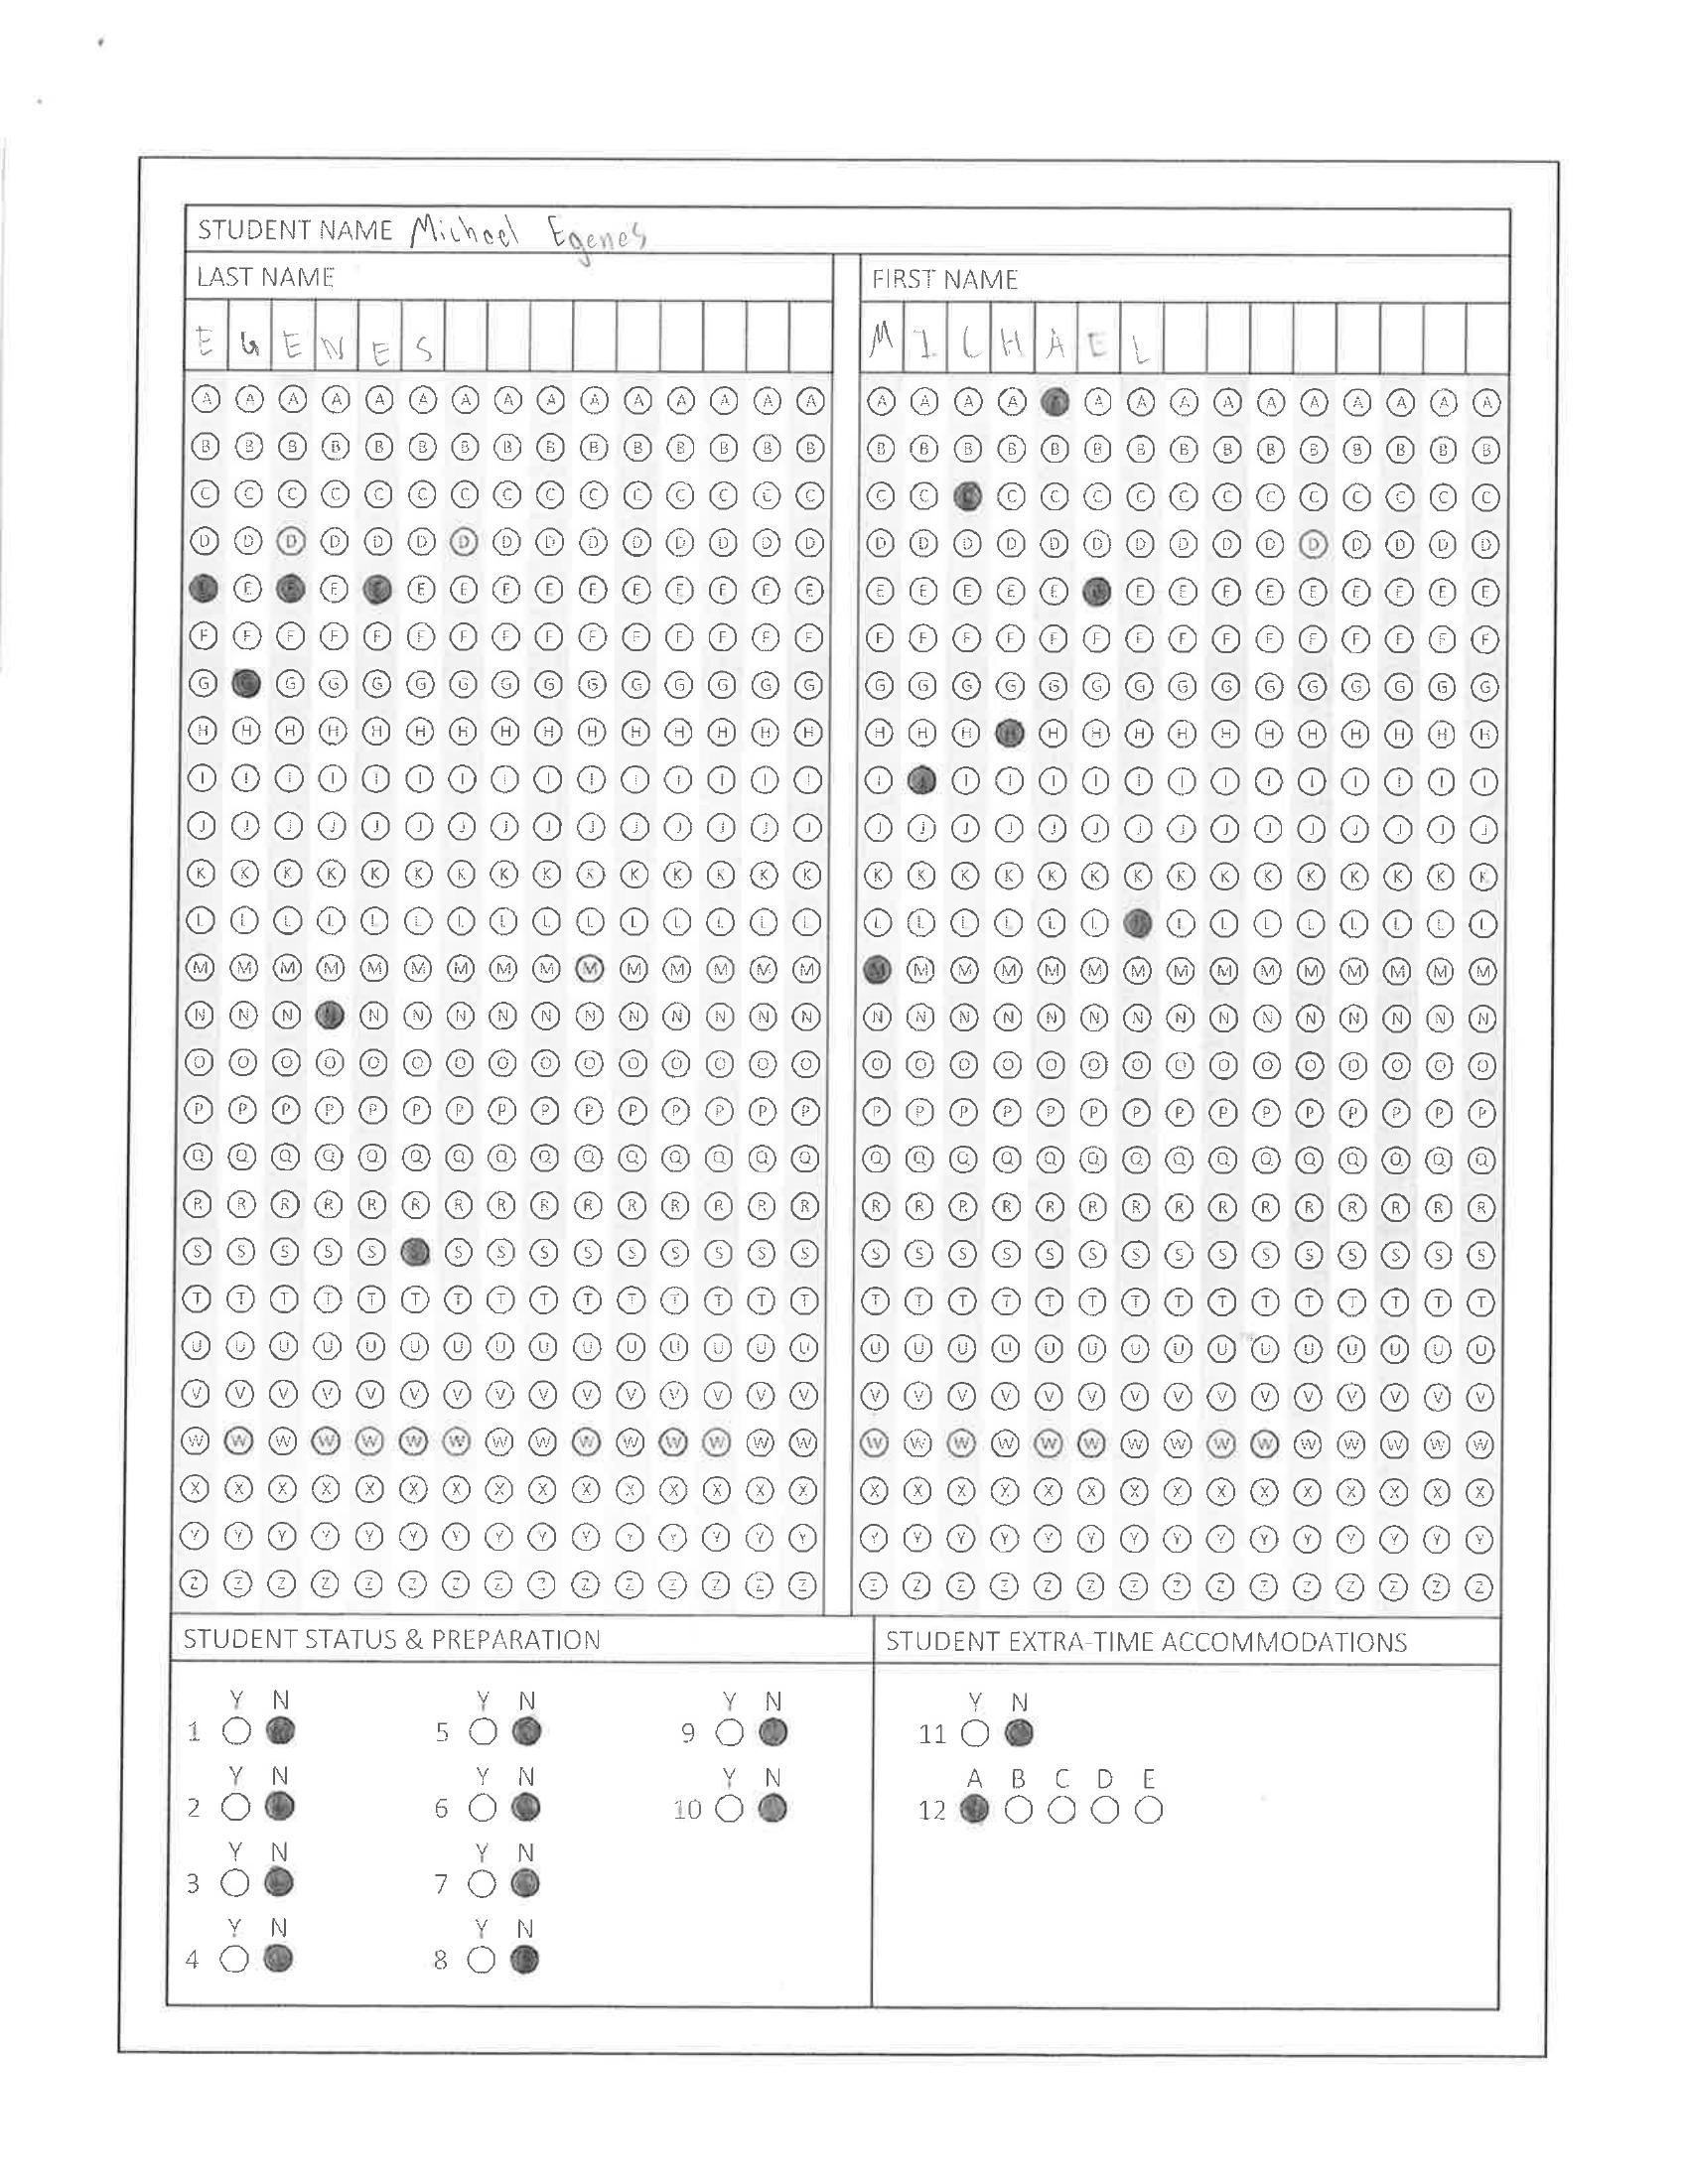 STUDENT NAME Michael Egenes
LAST NAME FIRST NAME
E G E N E S M I C H A E L
A A A A A A A A A A A A A A A A A A A A A A A A A A A A A A
B B B B B B B B B B B B B B B B B B B B B B B B B B B B B B
C C C C C C C C C C C C C C C C C C C C C C C C C C C C C C
D D D D D D D D D D D D D D D D D D D D D D D D D D D D D D
E E E E E E E E E E E E E E E E E E E E E E E E E E E E E E
F F F F F F F F F F F F F F F F F F F F F F F F F F F F F F
G G G G G G G G G G G G G G G G G G G G G G G G G G G G G G
H H H H H H H H H H H H H H H H H H H H H H H H H H H H H H
I I I I I I I I I I I I I I I I I I I I I I I I I I I I I I
J J J J J J J J J J J J J J J J J J J J J J J J J J J J J J
K K K K K K K K K K K K K K K K K K K K K K K K K K K K K K
L L L L L L L L L L L L L L L L L L L L L L L L L L L L L L
M M M M M M M M M M M M M M M M M M M M M M M M M M M M M M
N N N N N N N N N N N N N N N N N N N N N N N N N N N N N N
O O O O O O O O O O O O O O O O O O O O O O O O O O O O O O
P P P P P P P P P P P P P P P P P P P P P P P P P P P P P P
Q Q Q Q Q Q Q Q Q Q Q Q Q Q Q Q Q Q Q Q Q Q Q Q Q Q Q Q Q Q
R R R R R R R R R R R R R R R R R R R R R R R R R R R R R R
S S S S S S S S S S S S S S S S S S S S S S S S S S S S S S
T T T T T T T T T T T T T T T T T T T T T T T T T T T T T T
U U U U U U U U U U U U U U U U U U U U U U U U U U U U U U
V V V V V V V V V V V V V V V V V V V V V V V V V V V V V V
W W W W W W W W W W W W W W W W W W W W W W W W W W W W W W
X X X X X X X X X X X X X X X X X X X X X X X X X X X X X X
Y Y Y Y Y Y Y Y Y Y Y Y Y Y Y Y Y Y Y Y Y Y Y Y Y Y Y Y Y Y
Z Z Z Z Z Z Z Z Z Z Z Z Z Z Z Z Z Z Z Z Z Z Z Z Z Z Z Z Z Z
STUDENT STATUS & PREPARATION STUDENT EXTRA-TIME ACCOMMODATIONS
Y N Y N Y N Y N
1 5 9 11
Y N Y N Y N A B C D E
2 6 10 12
Y N Y N
3 7
Y N Y N
4 8